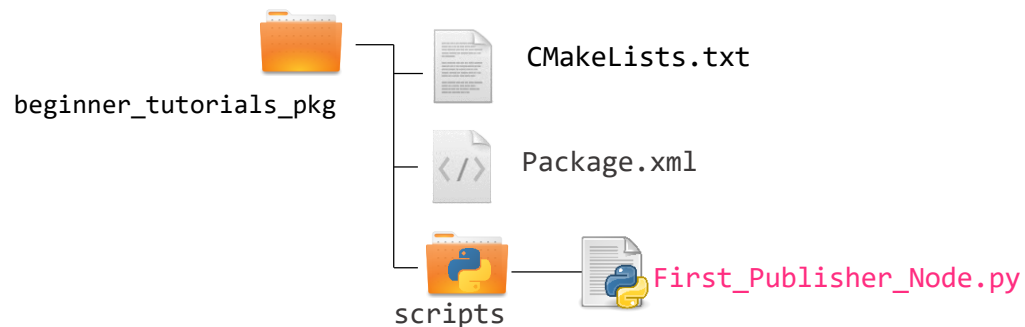 CMakeLists.txt
beginner_tutorials_pkg
</> Package.xml
First_Publisher_Node.py
scripts